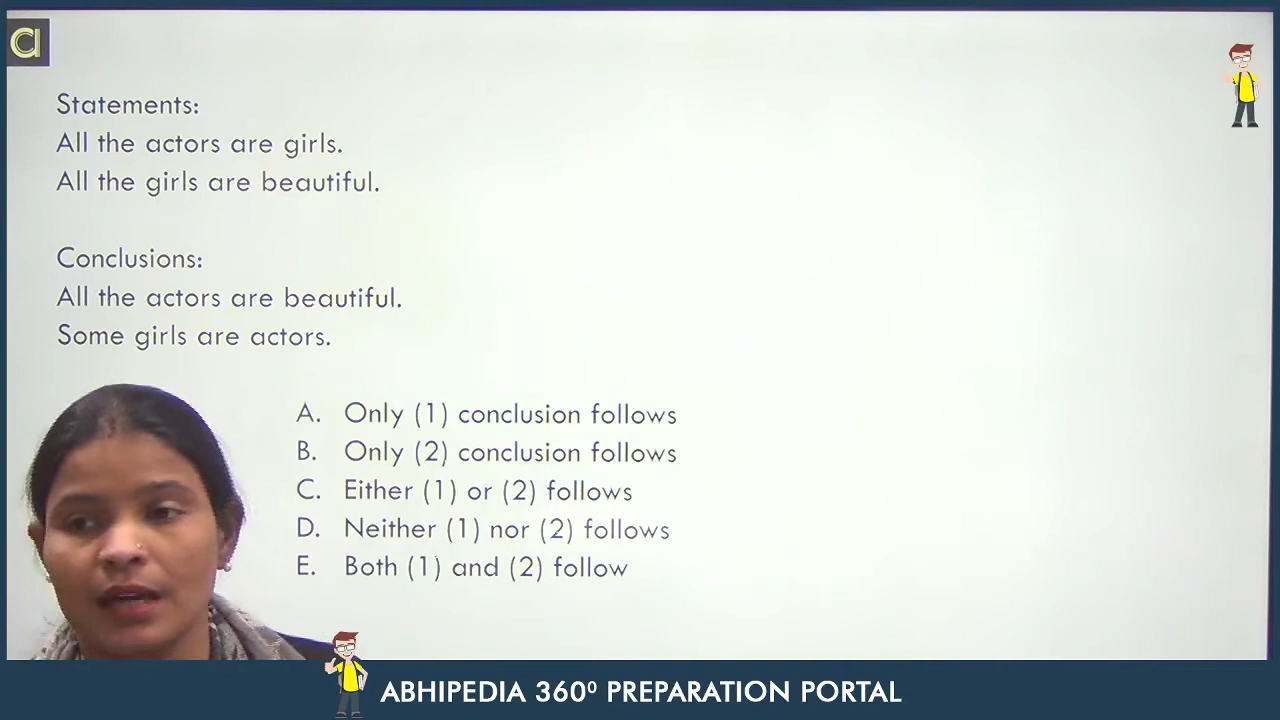 a
Statements:
All the actors are girls.
All the girls are beautiful.
Conclusions:
All the actors are beautiful.
Some girls are actors.
A. Only (1) conclusion follows
B. Only (2) conclusion follows
C. Either (1) or (2) follows
D. Neither (1) nor (2) follows
E. Both (1) and (2) follow
ABHIPEDIA 360⁰ PREPARATION PORTAL